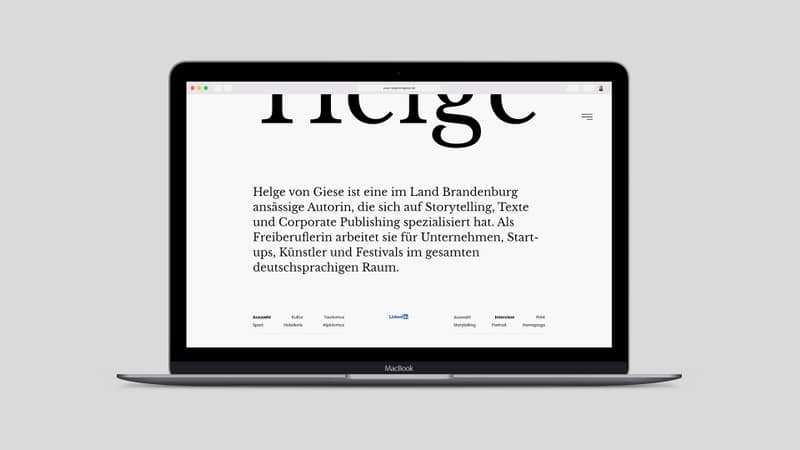 Helge
Helge von Giese ist eine im Land Brandenburg
ansässige Autorin, die sich auf Storytelling, Texte
und Corporate Publishing spezialisiert hat. Als
Freiberuflerin arbeitet sie für Unternehmen, Start-
ups, Künstler und Festivals im gesamten
deutschsprachigen Raum.
Auswahl Kultur Tourismus LinkedIn Auswahl Interview Print
Sport Hotellerie Alpinismus Storytelling Portrait Homepage
MacBook